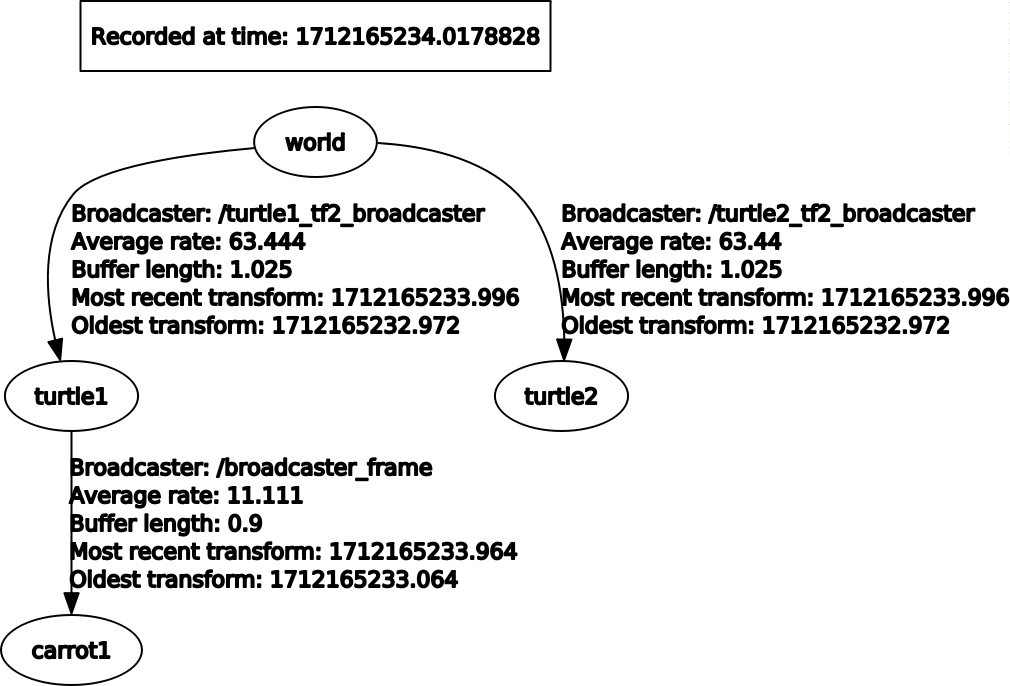 Recorded at time: 1712165234.0178828
world
Broadcaster: /turtle1_tf2_broadcaster
Average rate: 63.444
Buffer length: 1.025
Most recent transform: 1712165233.996
Oldest transform: 1712165232.972
Broadcaster: /turtle2_tf2_broadcaster
Average rate: 63.44
Buffer length: 1.025
Most recent transform: 1712165233.996
Oldest transform: 1712165232.972
turtle1
turtle2
Broadcaster: /broadcaster_frame
Average rate: 11.111
Buffer length: 0.9
Most recent transform: 1712165233.964
Oldest transform: 1712165233.064
carrot1